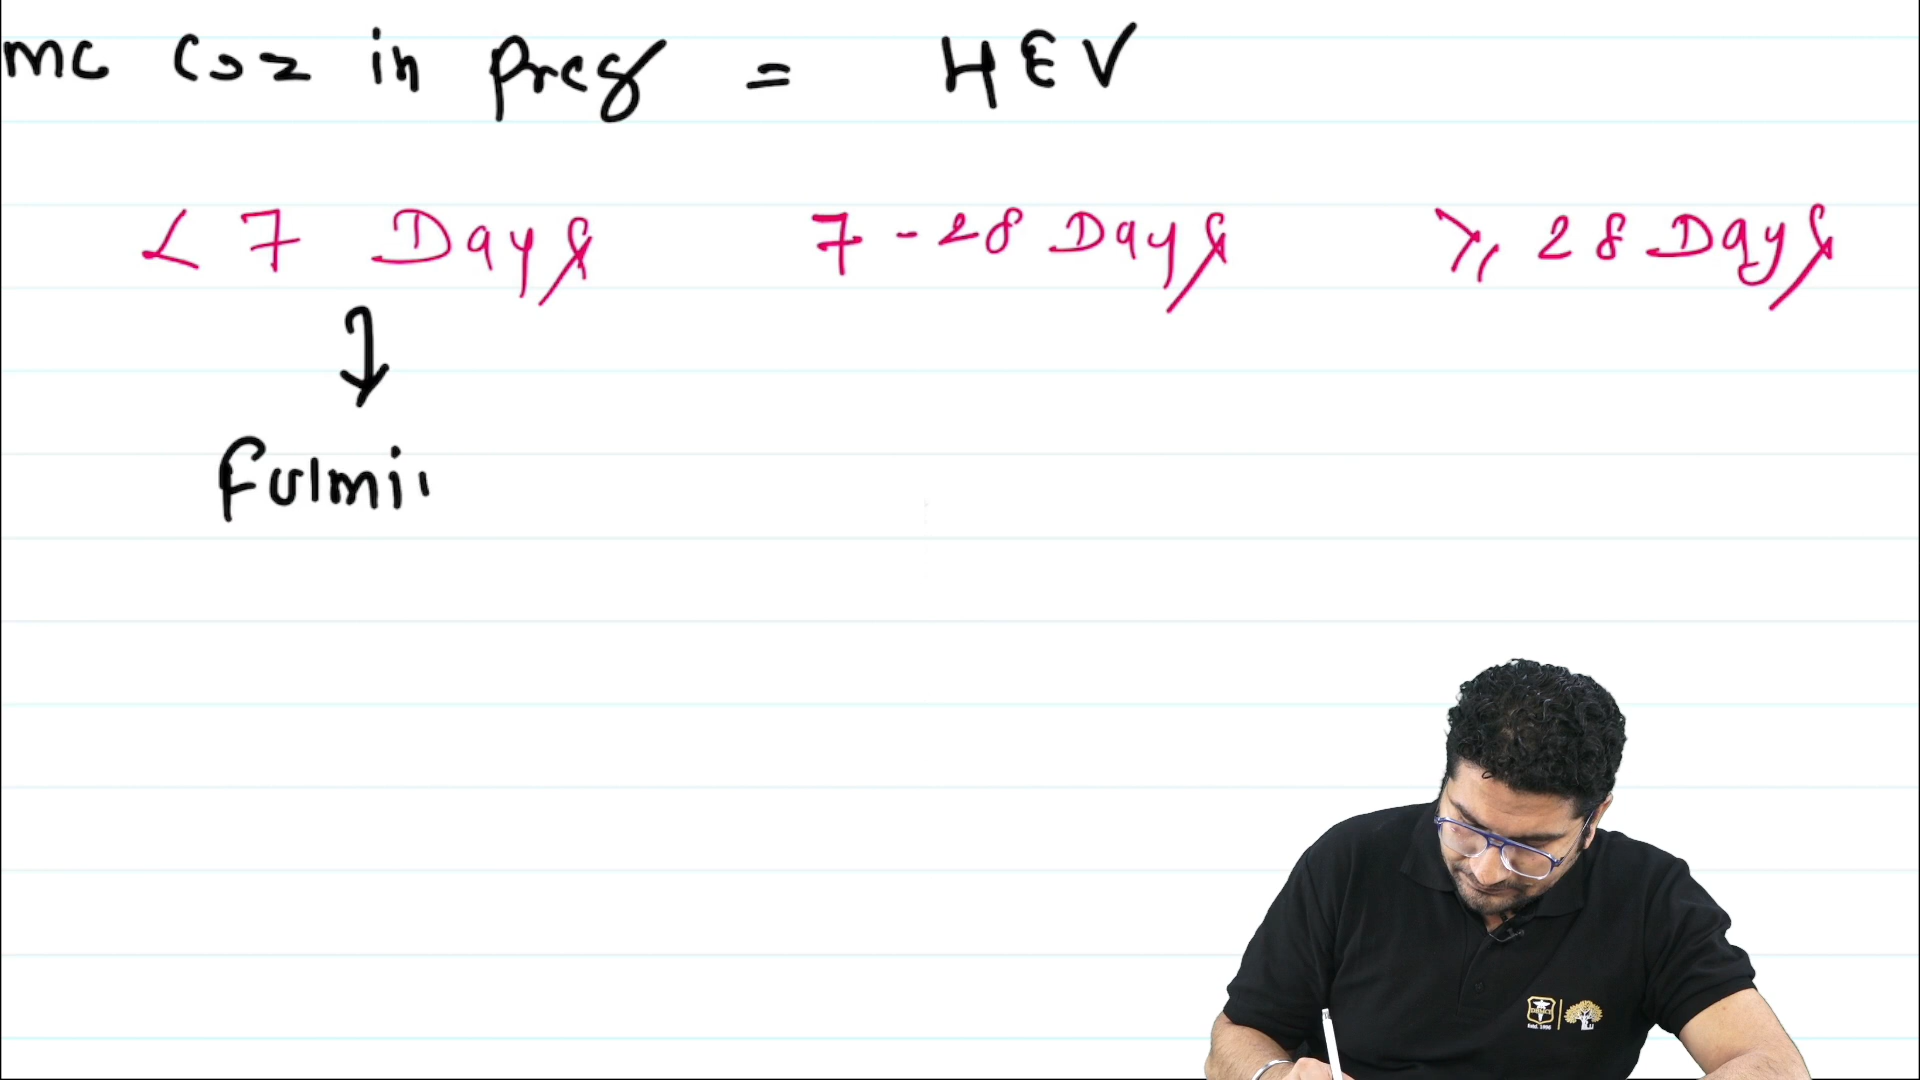 mc Coz in preg = HEV
< 7 Days 7 - 28 Days ≥ 28 Days
↓
Fulmi